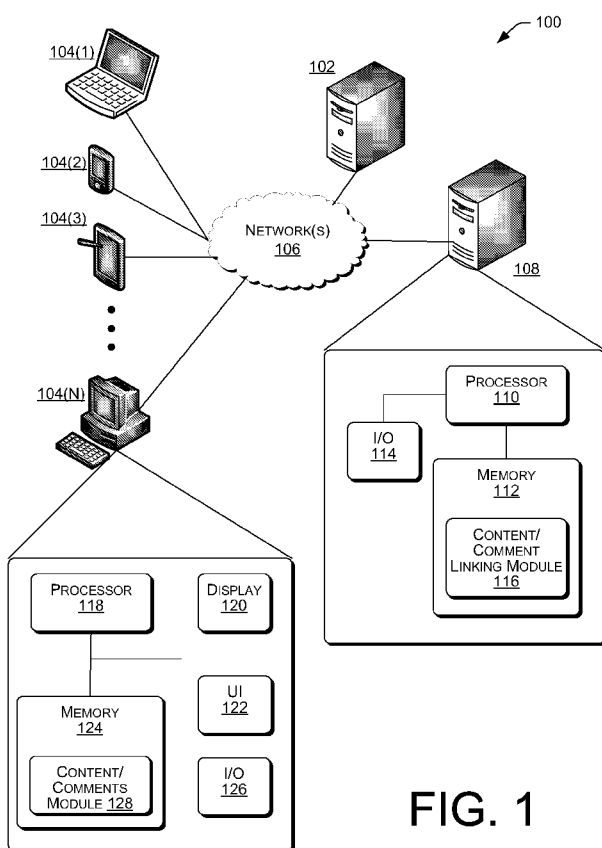 100
104(1)
102
104(2)
104(3)
NETWORK(S)
106
108
104(N)
PROCESSOR
110
I/O
114
MEMORY
112
CONTENT/
COMMENT
LINKING MODULE
116
PROCESSOR
118
DISPLAY
120
UI
122
MEMORY
124
CONTENT/
COMMENTS
MODULE 128
I/O
126
FIG. 1